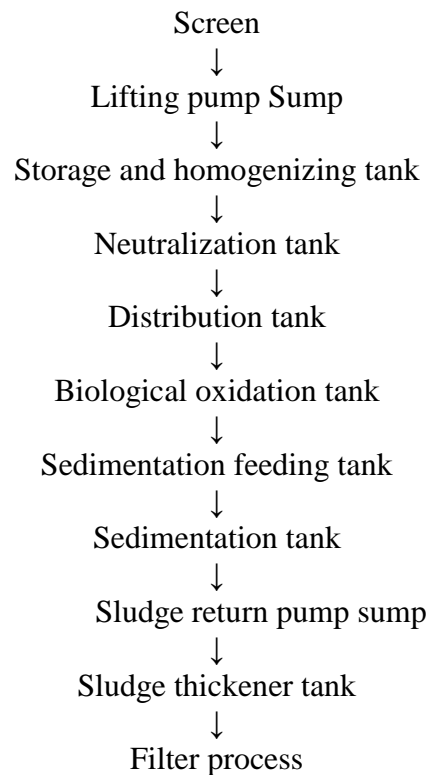 Screen
↓
Lifting pump Sump
↓
Storage and homogenizing tank
↓
Neutralization tank
↓
Distribution tank
↓
Biological oxidation tank
↓
Sedimentation feeding tank
↓
Sedimentation tank
↓
Sludge return pump sump
↓
Sludge thickener tank
↓
Filter process